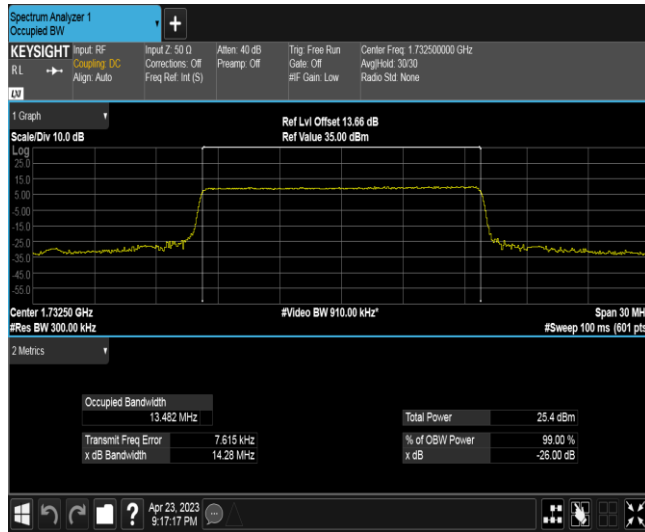 Spectrum Analyzer 1
Occupied BW
+
KEYSIGHT Input: RF Input Z: 50 Ω Atten: 40 dB Trig: Free Run Center Freq: 1.732500000 GHz
RL Coupling: DC Corrections: Off Preamp: Off Gate: Off Avg|Hold: 30/30
Align: Auto Freq Ref: Int (S) #IF Gain: Low Radio Std: None
1 Graph
Ref Lvl Offset 13.66 dB
Scale/Div 10.0 dB Ref Value 35.00 dBm
Log
25.0
15.0
5.00
-5.00
-15.0
-25.0
-35.0
-45.0
-55.0
Center 1.73250 GHz #Video BW 910.00 kHz* Span 30 MH
#Res BW 300.00 kHz #Sweep 100 ms (601 pts
2 Metrics
Occupied Bandwidth
13.482 MHz Total Power 25.4 dBm
Transmit Freq Error 7.615 kHz % of OBW Power 99.00 %
x dB Bandwidth 14.28 MHz x dB -26.00 dB
? Apr 23, 2023
9:17:17 PM